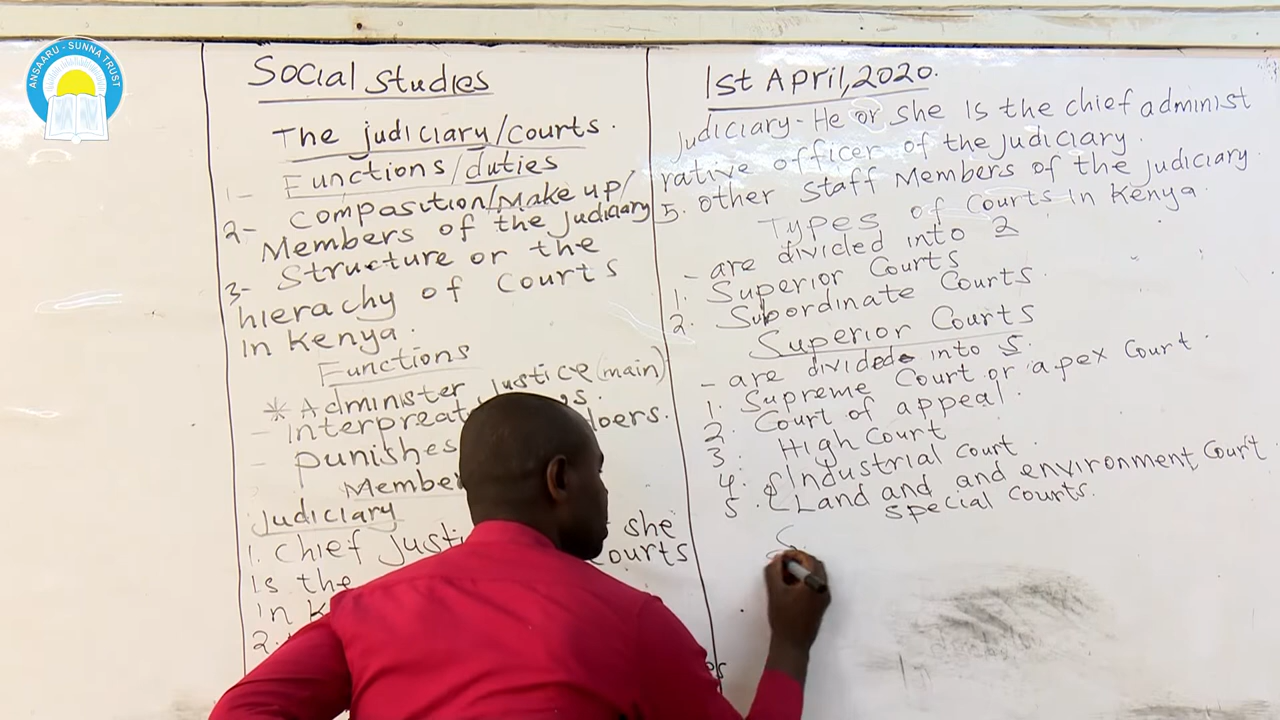 ANSAARU - SUNNA TRUST
Social studies
The judiciary/courts.
1- Functions/duties
2- composition/Make up/
Members of the judiciary
3- Structure or the
hierachy of Courts
in Kenya.
Functions
* Administer justice (main)
- interpreat
- punishes doers.
Membe
judiciary
1. Chief justi she
is the courts
in K
2.
1st April, 2020.
judiciary - He or she is the chief administ
rative officer of the judiciary.
5. other staff Members of the judiciary.
Types of Courts in Kenya.
- are divided into 2
1. Superior Courts
2. Subordinate Courts.
Superior Courts
- are divided into 5.
1. Supreme Court or apex Court.
2. Court of appeal.
3. High Court
4. Industrial court.
5. Land and and environment Court
special courts.
S